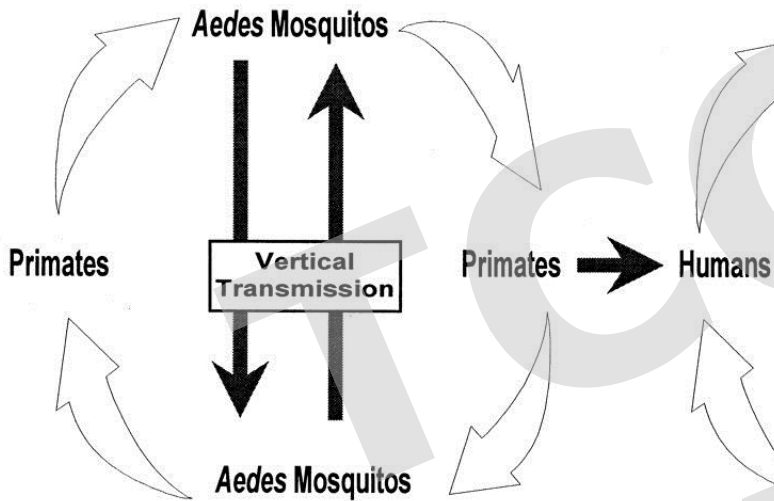 Aedes Mosquitos
Vertical
Transmission
Primates
Primates
Humans
Aedes Mosquitos